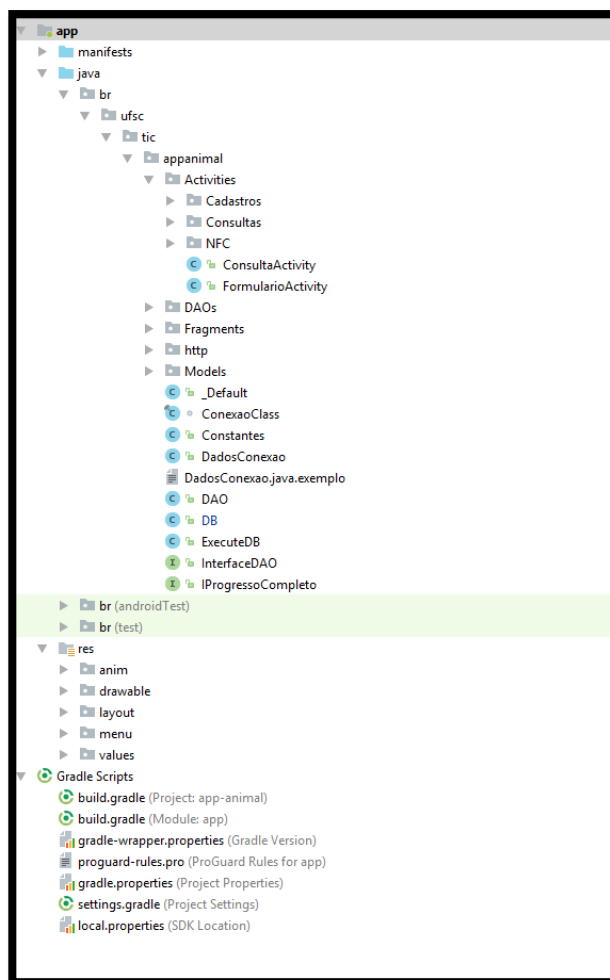 app
manifests
java
br
ufsc
tic
appanimal
Activities
Cadastros
Consultas
NFC
ConsultaActivity
FormularioActivity
DAOs
Fragments
http
Models
_Default
ConexaoClass
Constantes
DadosConexao
DadosConexao.java.exemplo
DAO
DB
ExecuteDB
InterfaceDAO
IProgressoCompleto
br (androidTest)
br (test)
res
anim
drawable
layout
menu
values
Gradle Scripts
build.gradle (Project: app-animal)
build.gradle (Module: app)
gradle-wrapper.properties (Gradle Version)
proguard-rules.pro (ProGuard Rules for app)
gradle.properties (Project Properties)
settings.gradle (Project Settings)
local.properties (SDK Location)